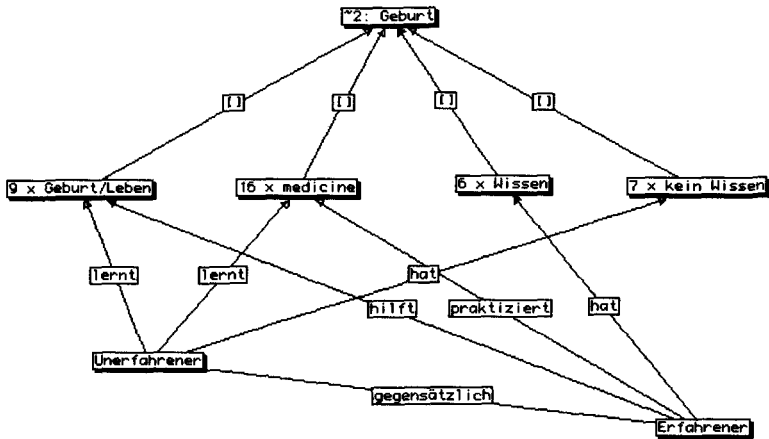 ~2: Geburt
[]
[]
[]
[]
9 x Geburt/Leben
16 x medicine
6 x Wissen
7 x kein Wissen
lernt
lernt
hat
hilft
praktiziert
hat
Unerfahrener
gegensätzlich
Erfahrener